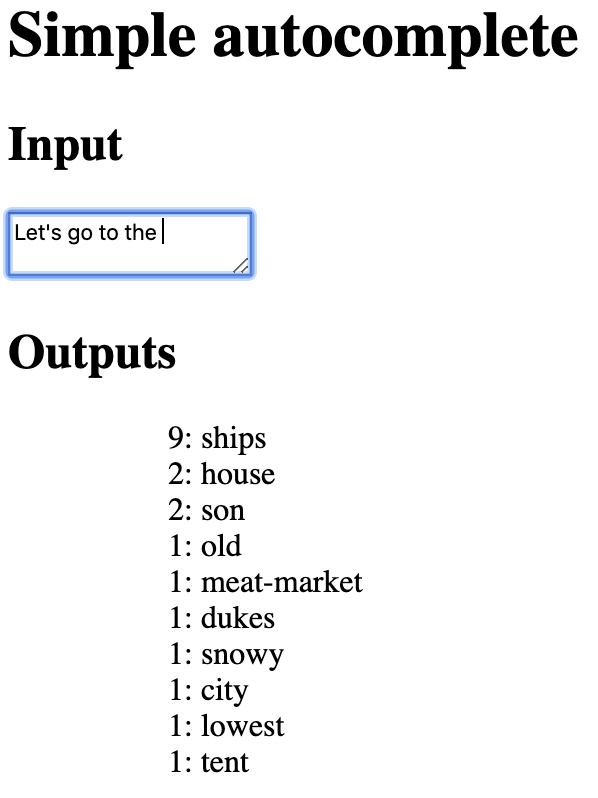 Simple autocomplete
Input
Let's go to the
Outputs
9: ships
2: house
2: son
1: old
1: meat-market
1: dukes
1: snowy
1: city
1: lowest
1: tent